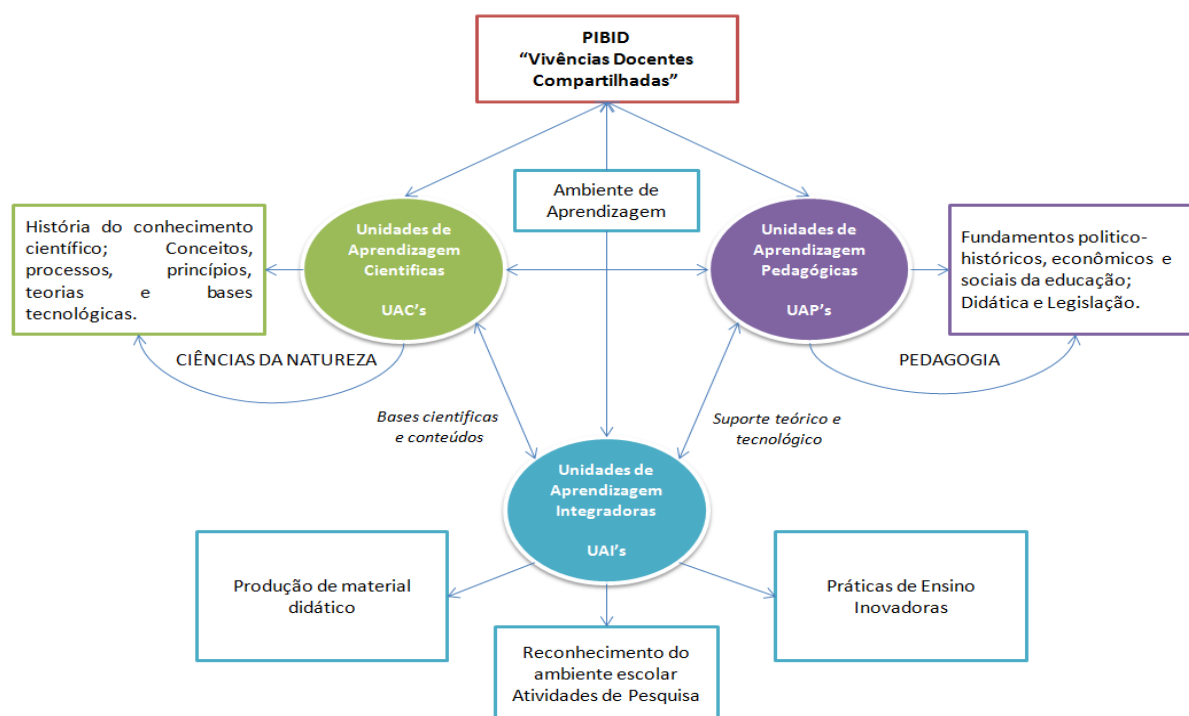 PIBID
“Vivências Docentes
Compartilhadas”
Ambiente de
Aprendizagem
História do conhecimento
científico; Conceitos,
processos, princípios,
teorias e bases
tecnológicas.
Unidades de
Aprendizagem
Cientificas
UAC’s
Unidades de
Aprendizagem
Pedagógicas
UAP’s
Fundamentos politico-
históricos, econômicos e
sociais da educação;
Didática e Legislação.
CIÊNCIAS DA NATUREZA
PEDAGOGIA
Bases cientificas
e conteúdos
Suporte teórico e
tecnológico
Unidades de
Aprendizagem
Integradoras
UAI’s
Produção de material
didático
Reconhecimento do
ambiente escolar
Atividades de Pesquisa
Práticas de Ensino
Inovadoras